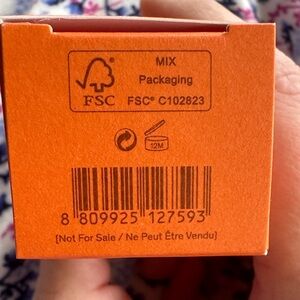 MIX
Packaging
FSC FSC® C102823
12M
8 809925 127593
[Not For Sale / Ne Peut Être Vendu]